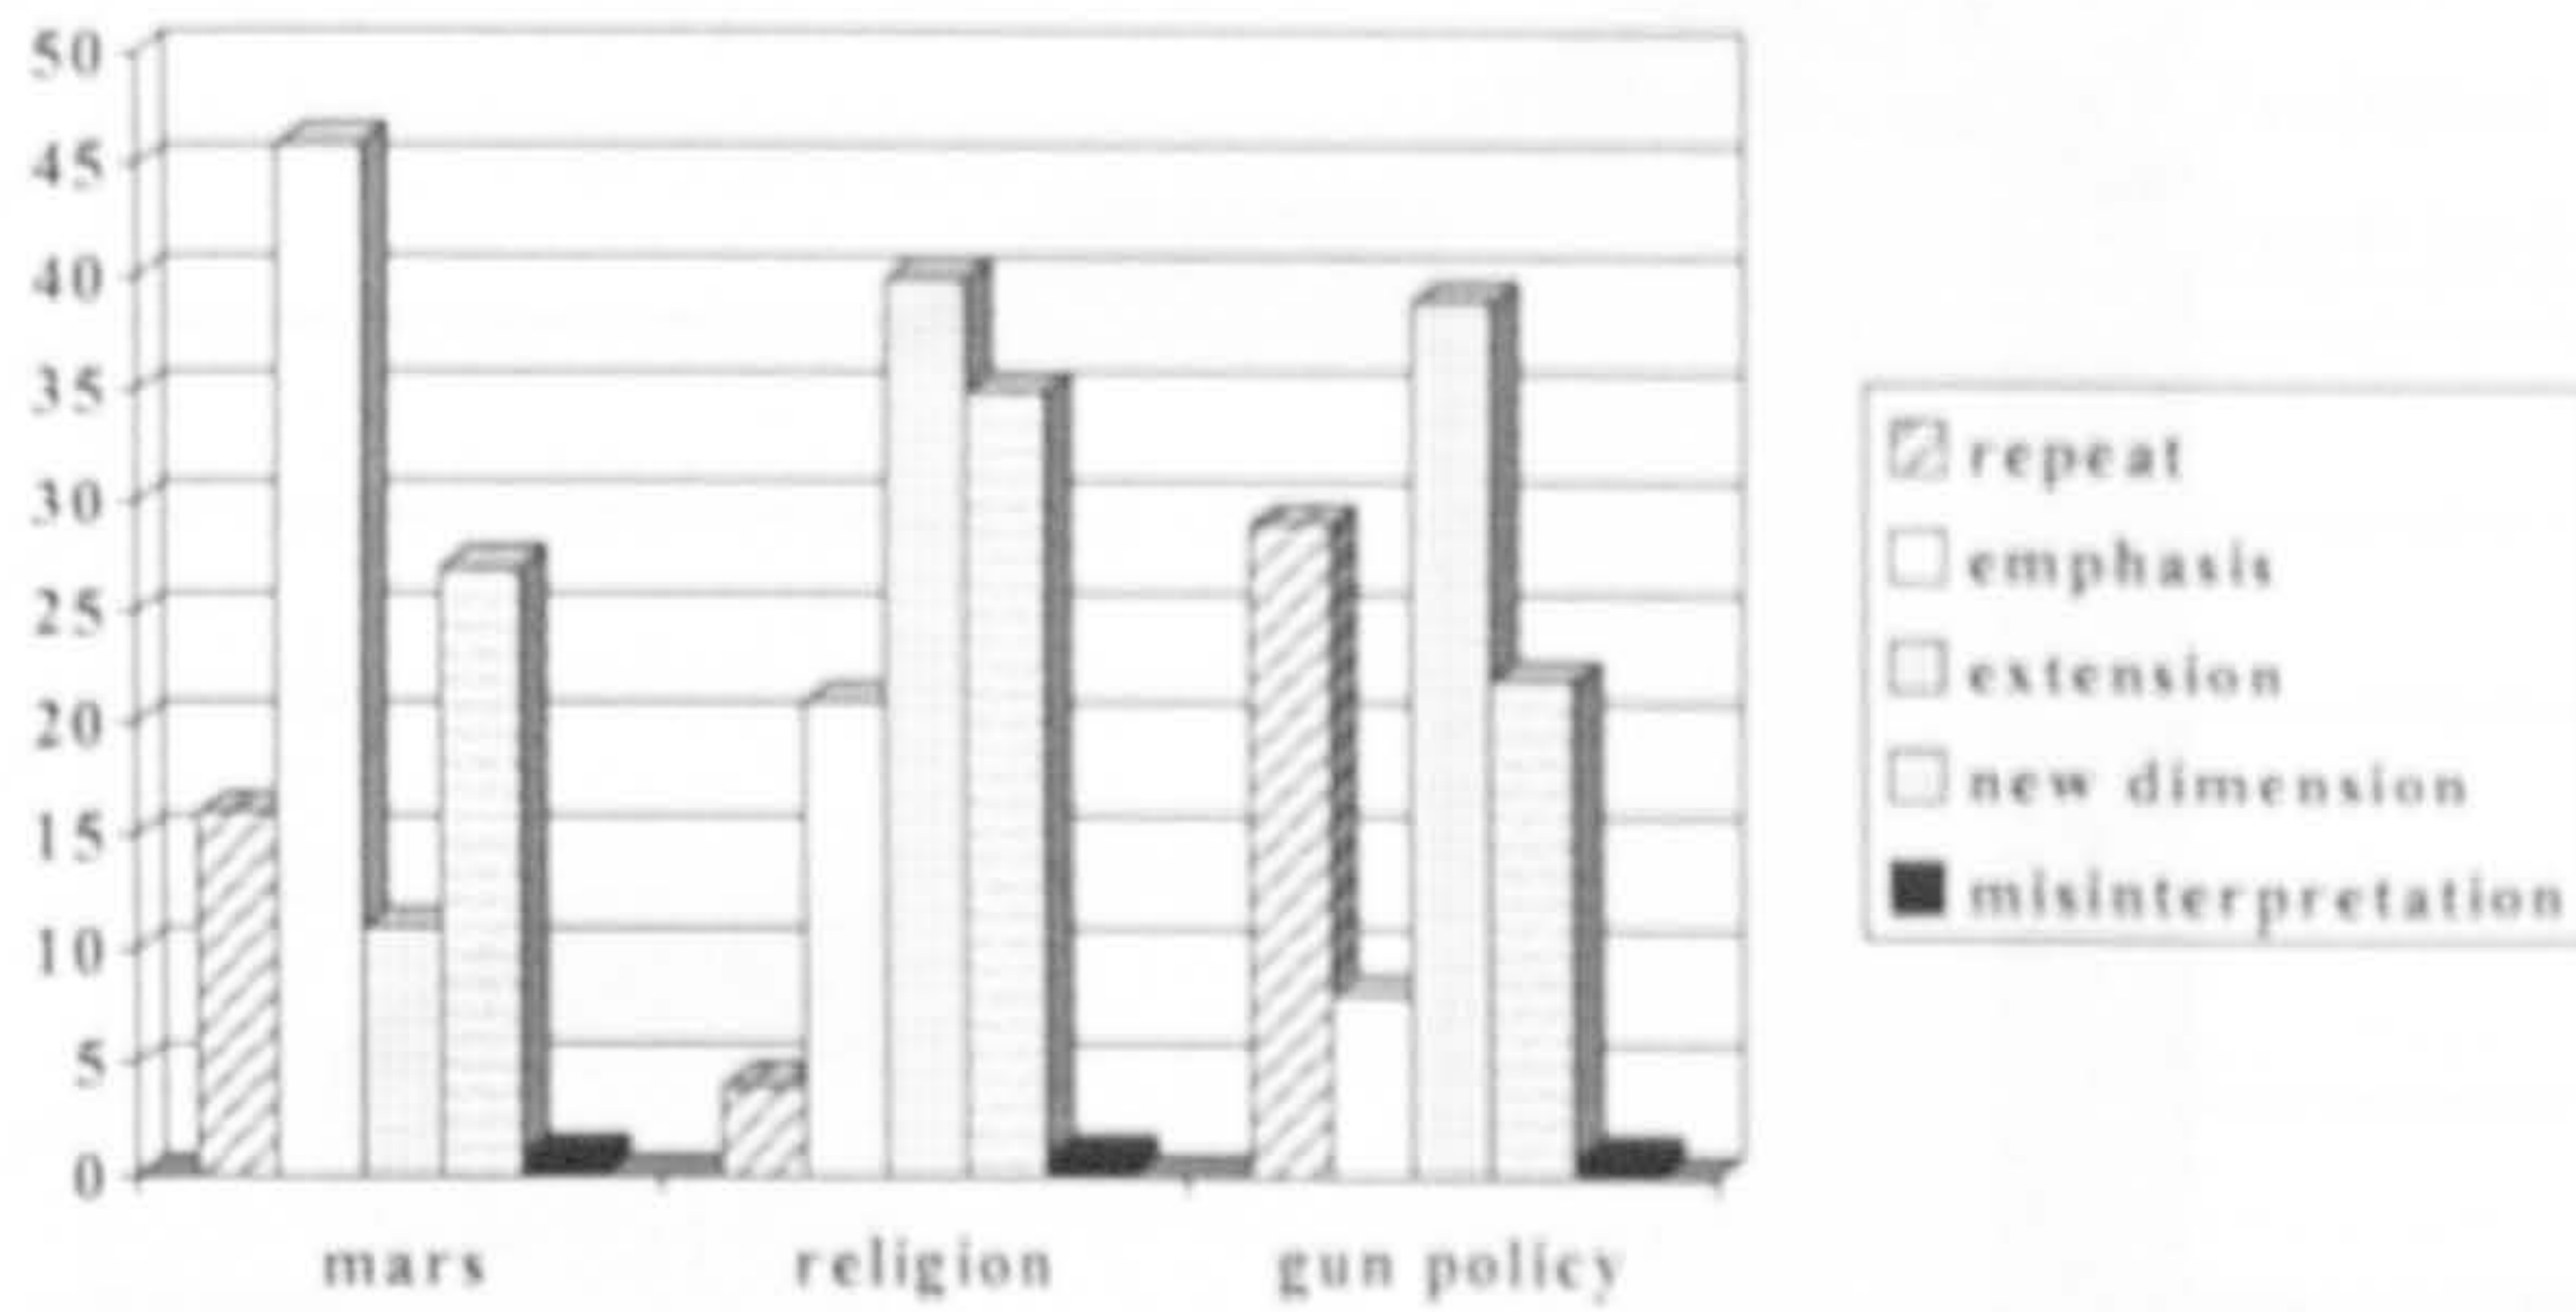 50
45
40
35
30
25
20
15
10
5
0
mars religion gun policy
repeat
emphasis
extension
new dimension
misinterpretation